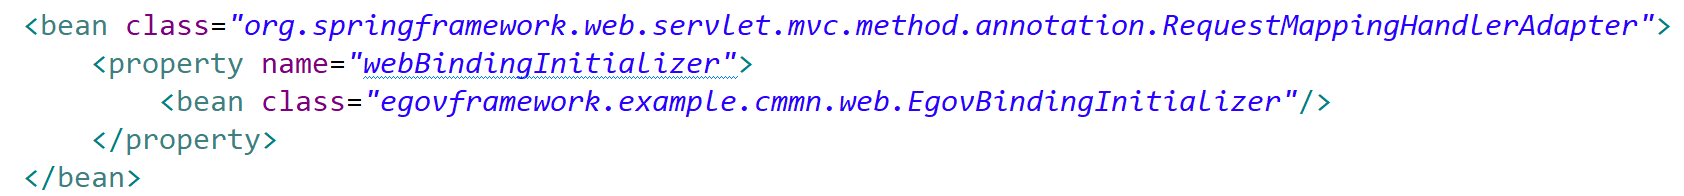 <bean class="org.springframework.web.servlet.mvc.method.annotation.RequestMappingHandlerAdapter">
    <property name="webBindingInitializer">
        <bean class="egovframework.example.cmmn.web.EgovBindingInitializer"/>
    </property>
</bean>